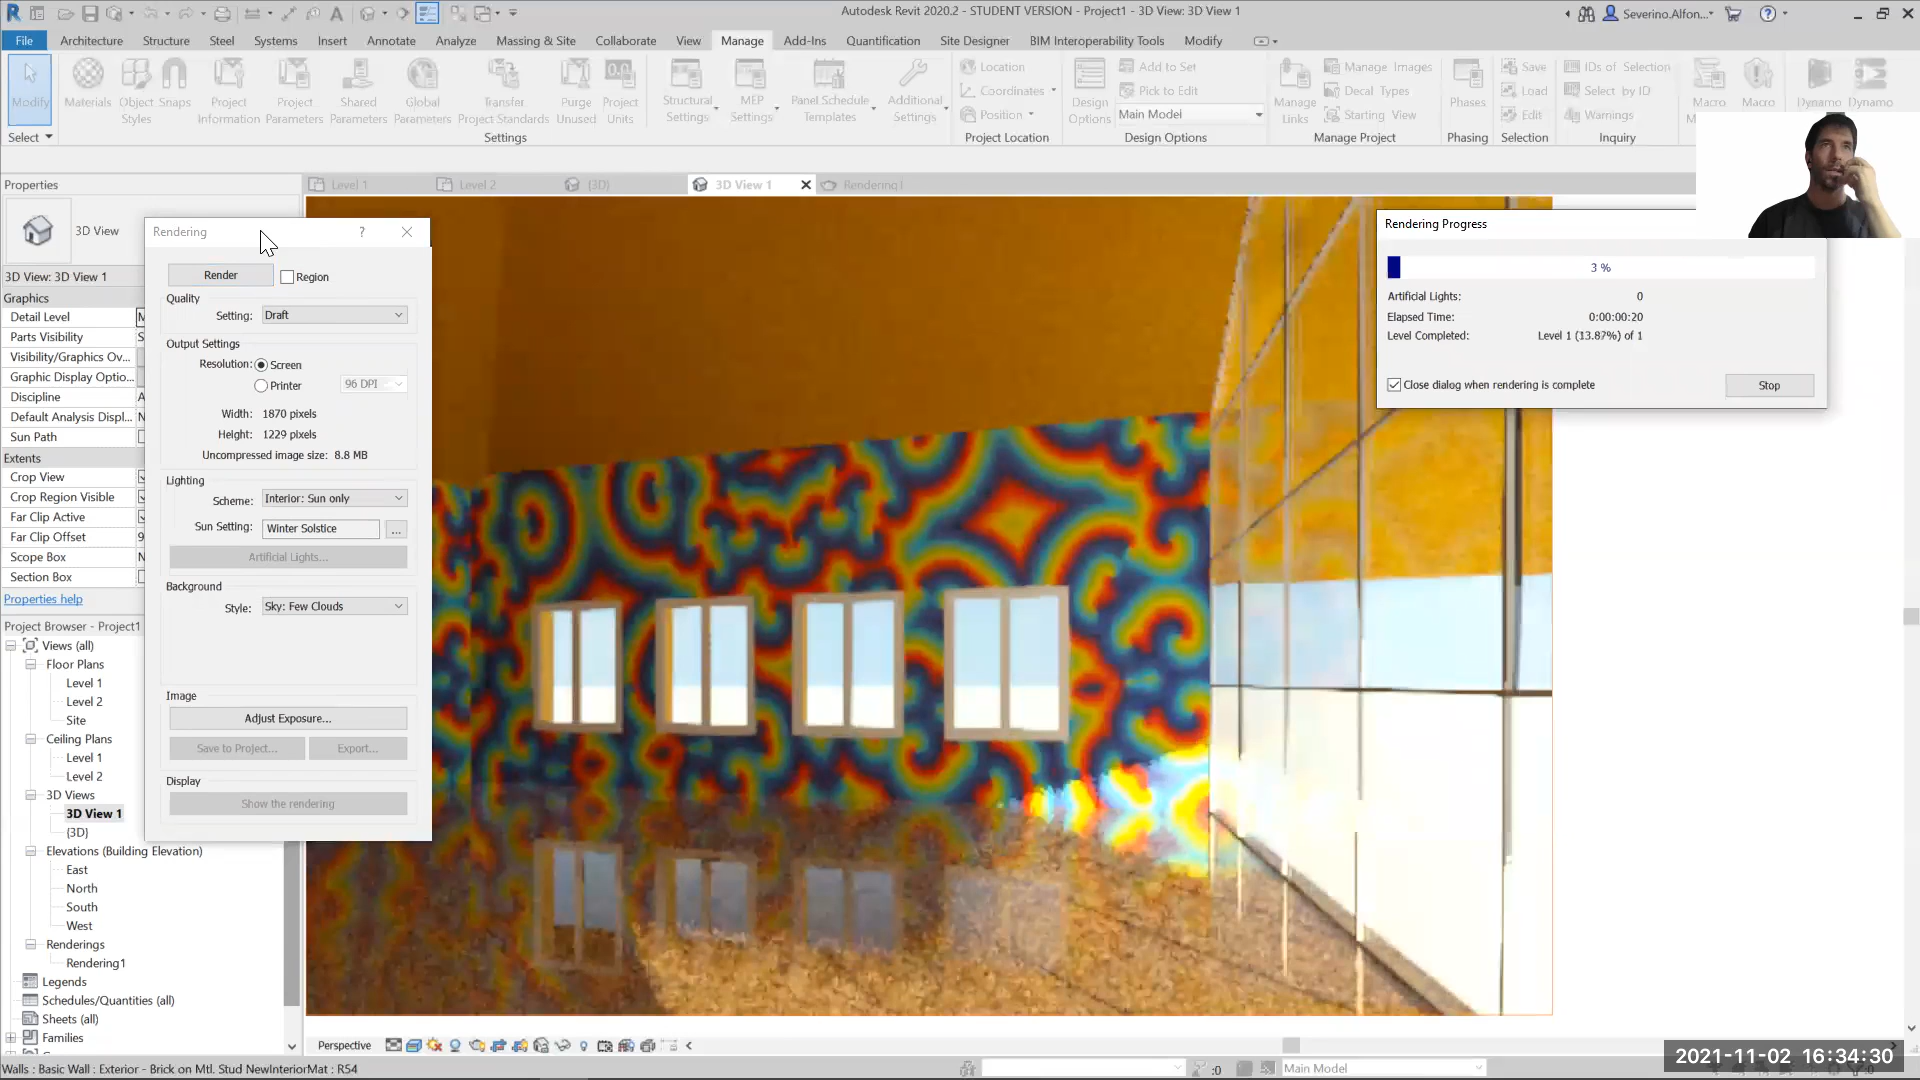 Autodesk Revit 2020.2 - STUDENT VERSION - Project1 - 3D View: 3D View 1
Severino.Alfon...
File Architecture Structure Steel Systems Insert Annotate Analyze Massing & Site Collaborate View Manage Add-Ins Quantification Site Designer BIM Interoperability Tools Modify
Modify
Materials
Object Styles
Snaps
Project Information
Project Parameters
Shared Parameters
Global Parameters
Transfer Project Standards
Purge Unused
Project Units
Structural Settings
MEP Settings
Panel Schedule Templates
Additional Settings
Location
Coordinates
Position
Design Options
Add to Set
Pick to Edit
Main Model
Manage Links
Manage Images
Decal Types
Starting View
Phases
Save
Load
Edit
IDs of Selection
Select by ID
Warnings
Macro
Macro
Dynamo
Dynamo
Select
Settings
Project Location
Design Options
Manage Project
Phasing
Selection
Inquiry
Properties
Level 1
Level 2
{3D}
3D View 1
Rendering1
3D View
3D View: 3D View 1
Graphics
Detail Level
Parts Visibility
Visibility/Graphics Ov...
Graphic Display Optio...
Discipline
Default Analysis Displ...
Sun Path
Extents
Crop View
Crop Region Visible
Far Clip Active
Far Clip Offset
Scope Box
Section Box
Properties help
Project Browser - Project1
Views (all)
Floor Plans
Level 1
Level 2
Site
Ceiling Plans
Level 1
Level 2
3D Views
3D View 1
{3D}
Elevations (Building Elevation)
East
North
South
West
Renderings
Rendering1
Legends
Schedules/Quantities (all)
Sheets (all)
Families
Rendering
?
Render
Region
Quality
Setting: Draft
Output Settings
Resolution: Screen
Printer 96 DPI
Width: 1870 pixels
Height: 1229 pixels
Uncompressed image size: 8.8 MB
Lighting
Scheme: Interior: Sun only
Sun Setting: Winter Solstice ...
Artificial Lights...
Background
Style: Sky: Few Clouds
Image
Adjust Exposure...
Save to Project... Export...
Display
Show the rendering
Rendering Progress
3 %
Artificial Lights: 0
Elapsed Time: 0:00:00:20
Level Completed: Level 1 (13.87%) of 1
Close dialog when rendering is complete
Stop
Perspective
2021-11-02 16:34:30
Walls : Basic Wall : Exterior - Brick on Mtl. Stud NewInteriorMat : R54
:0
Main Model